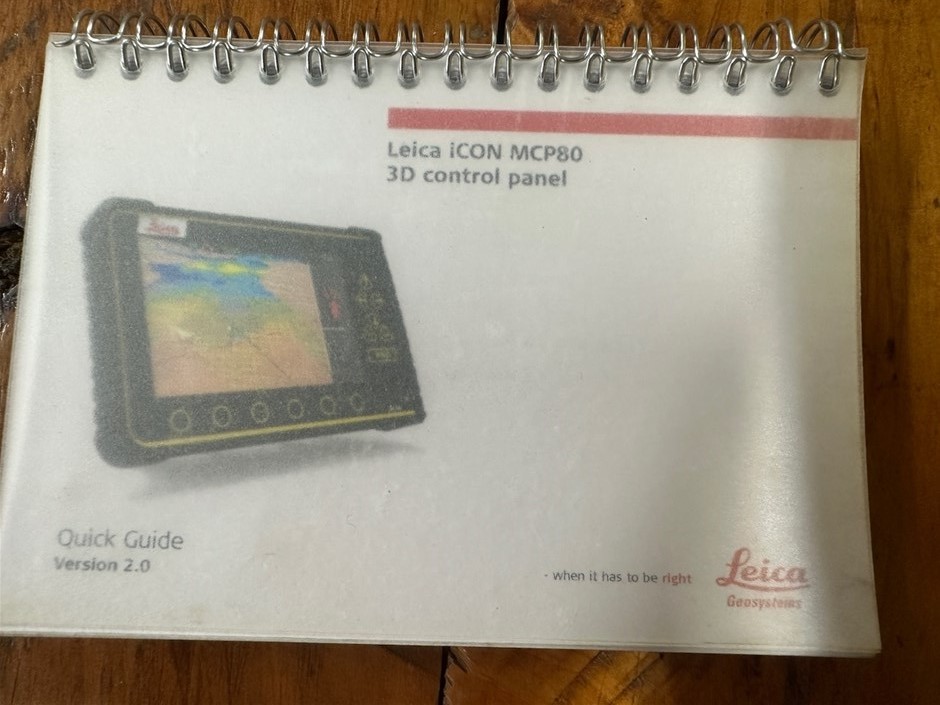 Leica iCON MCP80
3D control panel
Leica
Quick Guide
Version 2.0
- when it has to be right
Leica
Geosystems